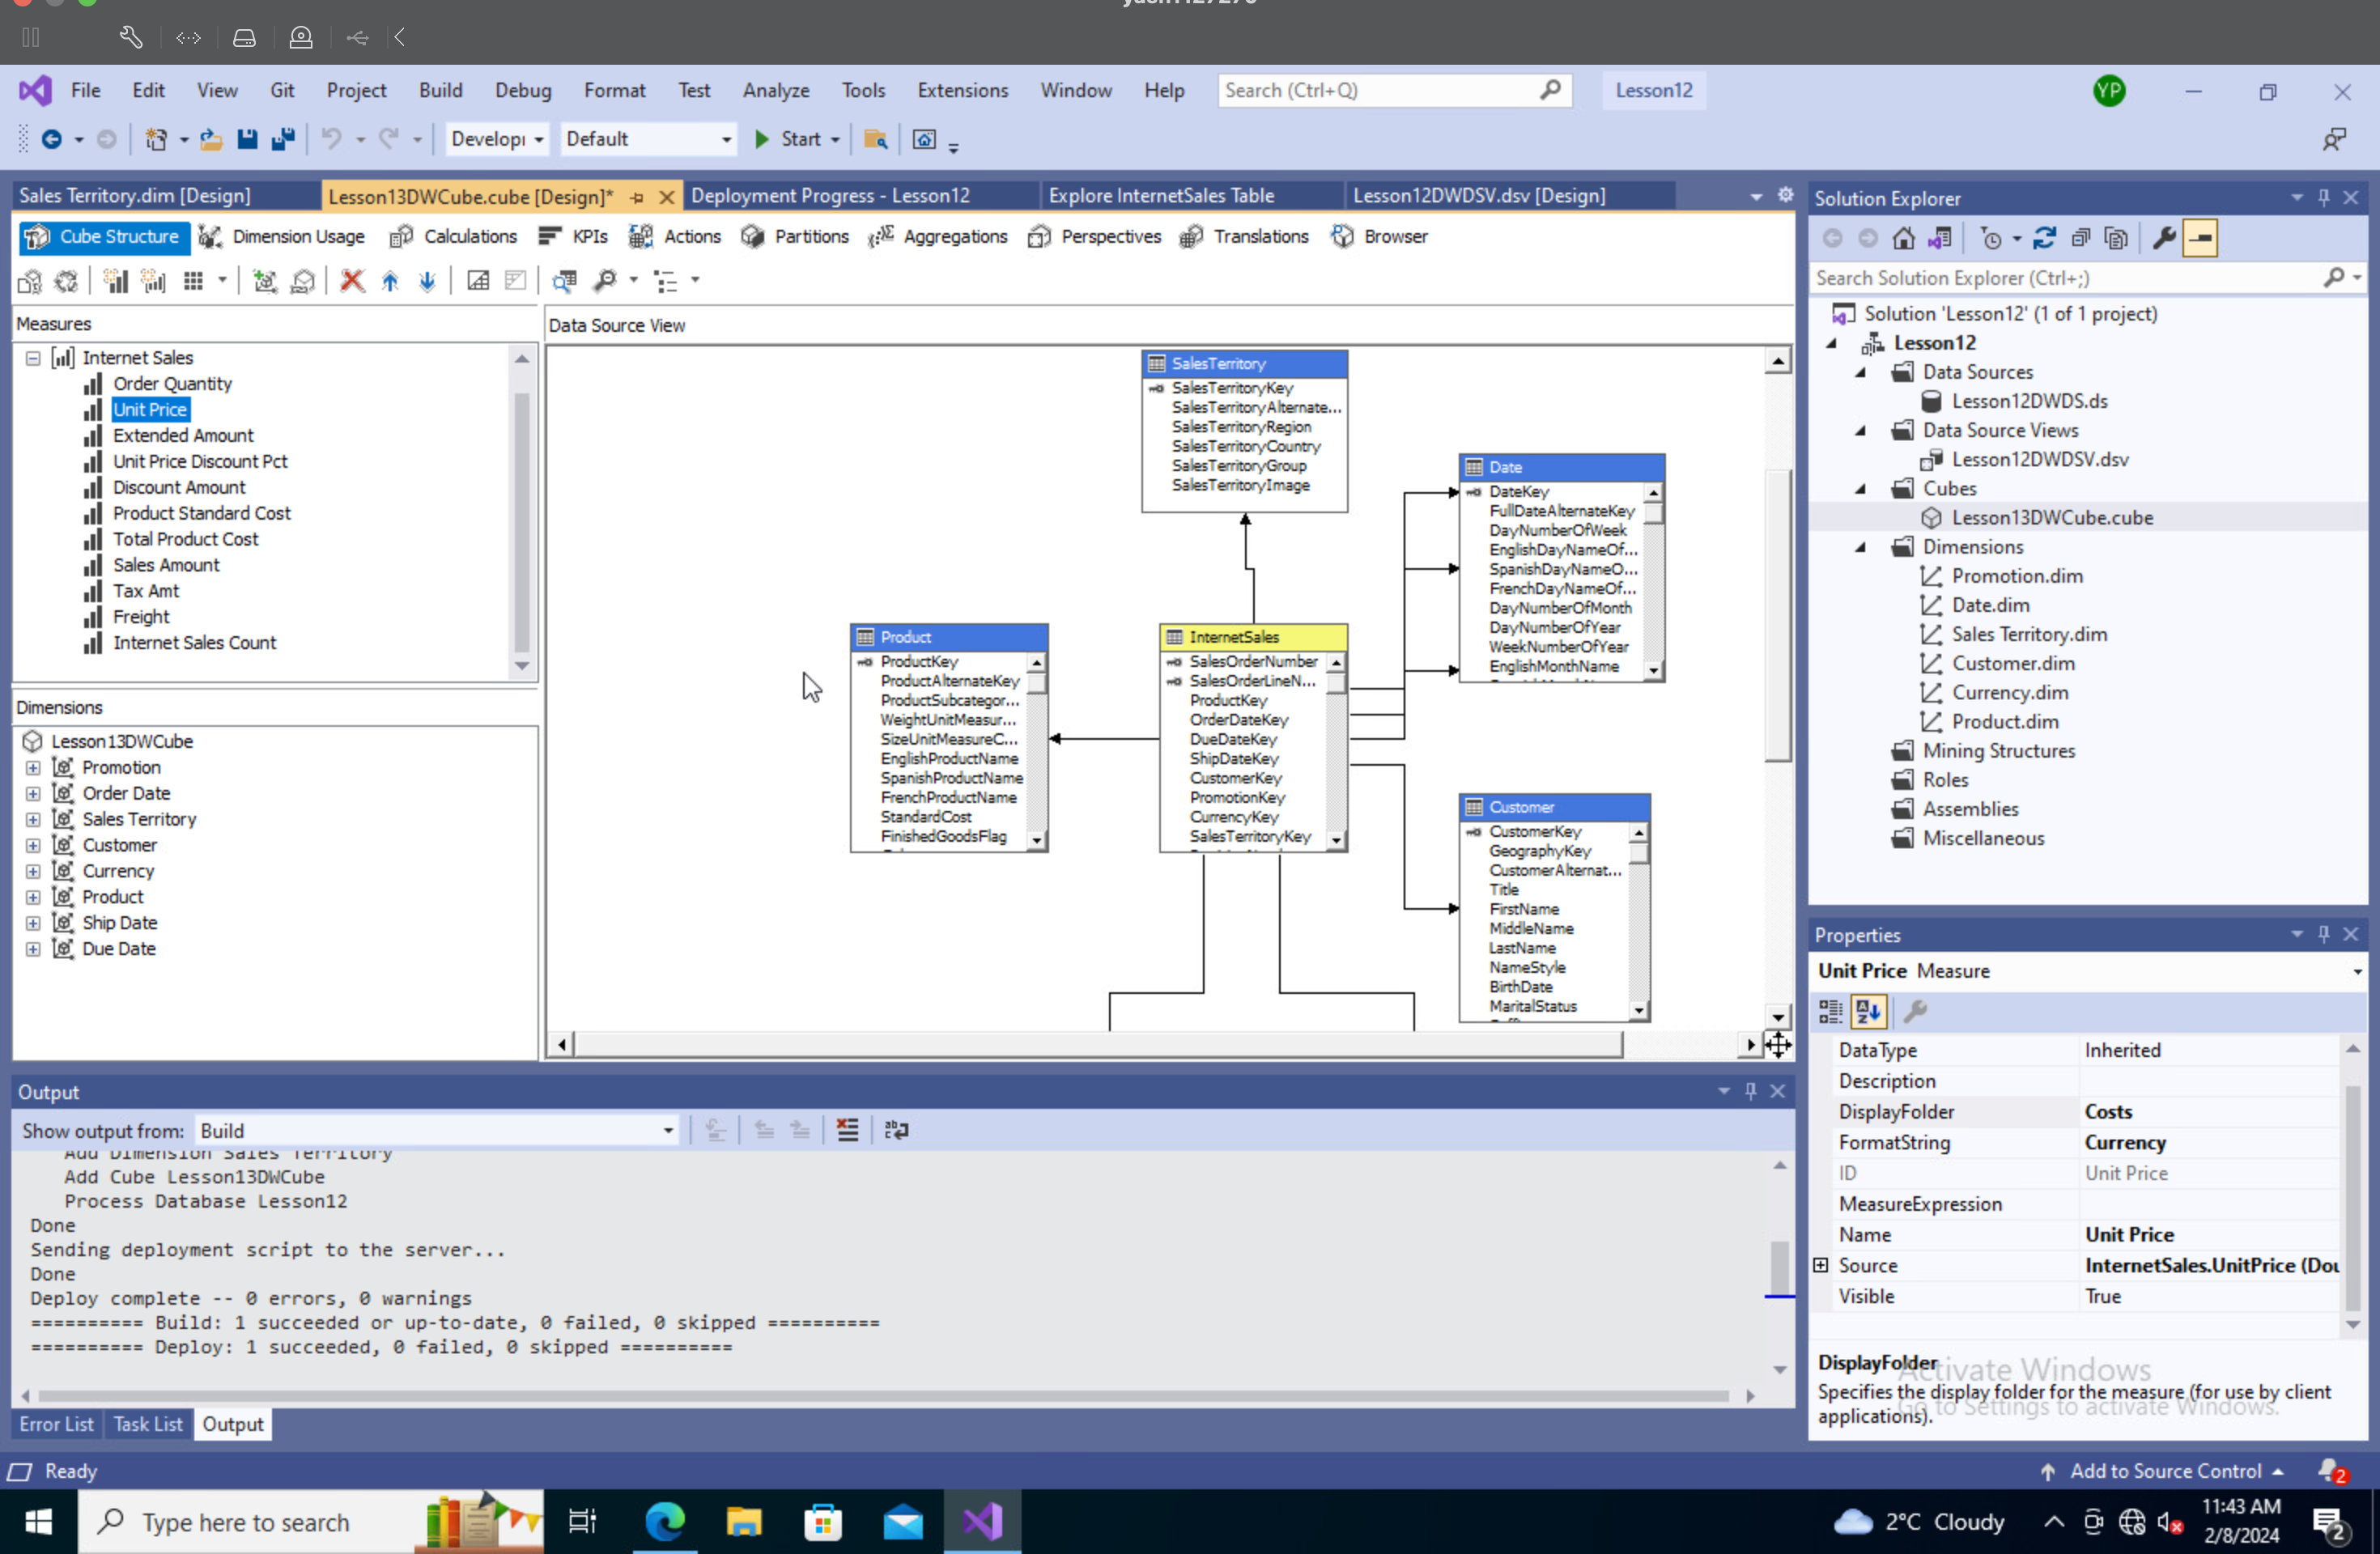 File Edit View Git Project Build Debug Format Test Analyze Tools Extensions Window Help Search (Ctrl+Q) Lesson12 YP
Develop Default Start
Sales Territory.dim [Design] Lesson13DWCube.cube [Design]* Deployment Progress - Lesson12 Explore InternetSales Table Lesson12DWDSV.dsv [Design]
Cube Structure Dimension Usage Calculations KPIs Actions Partitions Aggregations Perspectives Translations Browser
Measures
Internet Sales
Order Quantity
Unit Price
Extended Amount
Unit Price Discount Pct
Discount Amount
Product Standard Cost
Total Product Cost
Sales Amount
Tax Amt
Freight
Internet Sales Count
Dimensions
Lesson13DWCube
Promotion
Order Date
Sales Territory
Customer
Currency
Product
Ship Date
Due Date
Data Source View
SalesTerritory
SalesTerritoryKey
SalesTerritoryAlternate...
SalesTerritoryRegion
SalesTerritoryCountry
SalesTerritoryGroup
SalesTerritoryImage
Date
DateKey
FullDateAlternateKey
DayNumberOfWeek
EnglishDayNameOf...
SpanishDayNameO...
FrenchDayNameOf...
DayNumberOfMonth
DayNumberOfYear
WeekNumberOfYear
EnglishMonthName
Product
ProductKey
ProductAlternateKey
ProductSubcategor...
WeightUnitMeasur...
SizeUnitMeasureC...
EnglishProductName
SpanishProductName
FrenchProductName
StandardCost
FinishedGoodsFlag
InternetSales
SalesOrderNumber
SalesOrderLineN...
ProductKey
OrderDateKey
DueDateKey
ShipDateKey
CustomerKey
PromotionKey
CurrencyKey
SalesTerritoryKey
Customer
CustomerKey
GeographyKey
CustomerAlternat...
Title
FirstName
MiddleName
LastName
NameStyle
BirthDate
MaritalStatus
Solution Explorer
Search Solution Explorer (Ctrl+;)
Solution 'Lesson12' (1 of 1 project)
Lesson12
Data Sources
Lesson12DWDS.ds
Data Source Views
Lesson12DWDSV.dsv
Cubes
Lesson13DWCube.cube
Dimensions
Promotion.dim
Date.dim
Sales Territory.dim
Customer.dim
Currency.dim
Product.dim
Mining Structures
Roles
Assemblies
Miscellaneous
Properties
Unit Price Measure
DataType Inherited
Description
DisplayFolder Costs
FormatString Currency
ID Unit Price
MeasureExpression
Name Unit Price
Source InternetSales.UnitPrice (Dou
Visible True
DisplayFolder
Specifies the display folder for the measure (for use by client
applications).
Activate Windows
Go to Settings to activate Windows.
Output
Show output from: Build
Add Dimension Sales Territory
Add Cube Lesson13DWCube
Process Database Lesson12
Done
Sending deployment script to the server...
Done
Deploy complete -- 0 errors, 0 warnings
========== Build: 1 succeeded or up-to-date, 0 failed, 0 skipped ==========
========== Deploy: 1 succeeded, 0 failed, 0 skipped ==========
Error List Task List Output
Ready Add to Source Control 2
Type here to search 2°C Cloudy 11:43 AM
2/8/2024 2